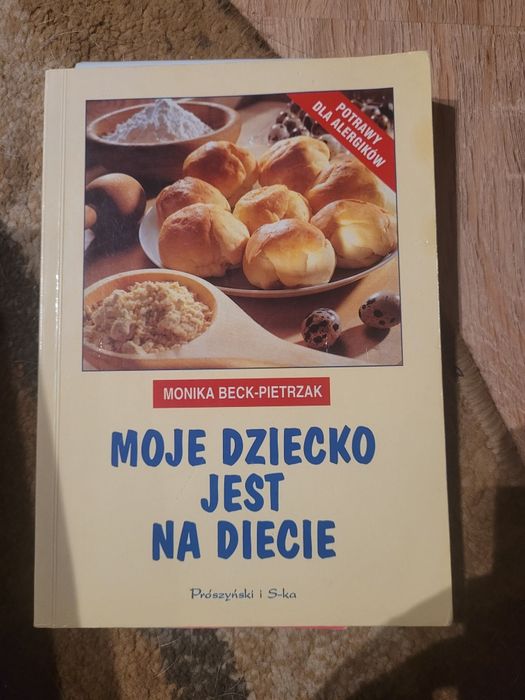 POTRAWY
DLA ALERGIKÓW
MONIKA BECK-PIETRZAK
MOJE DZIECKO
JEST
NA DIECIE
Prószyński i S-ka